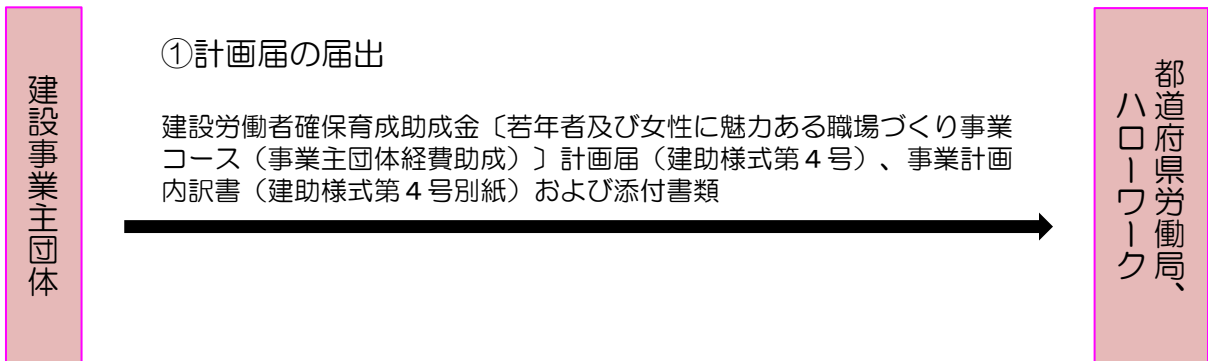 建設事業主団体
①計画届の届出
建設労働者確保育成助成金〔若年者及び女性に魅力ある職場づくり事業
コース（事業主団体経費助成）〕計画届（建助様式第４号）、事業計画
内訳書（建助様式第４号別紙）および添付書類
都道府県労働局、
ハローワーク